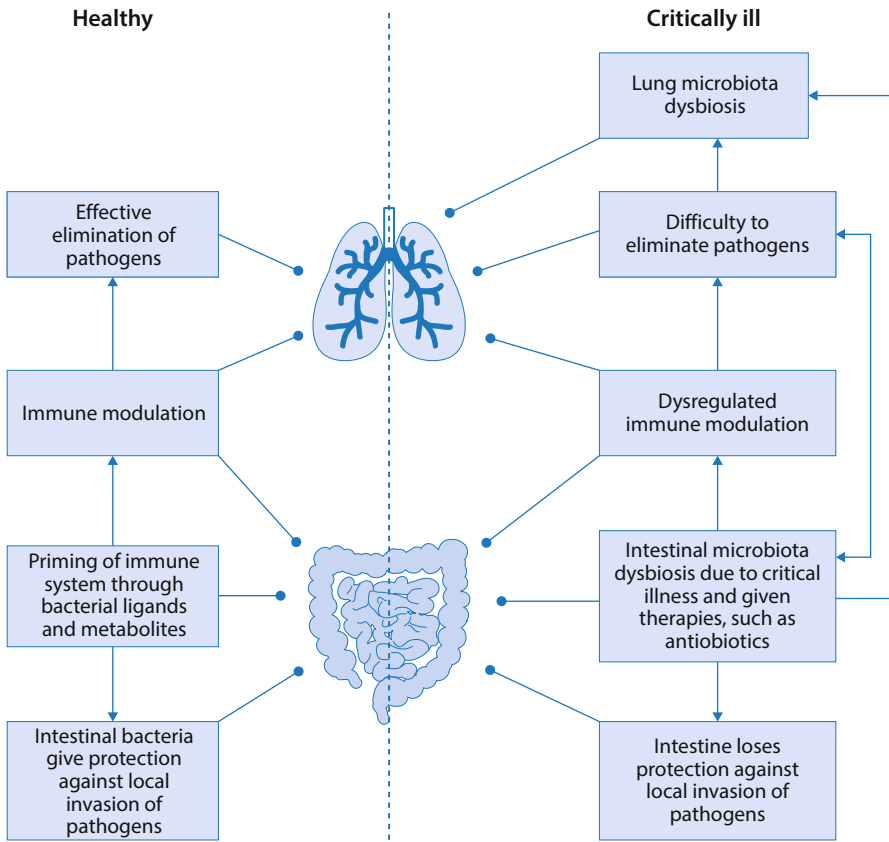 Healthy
Critically ill
Lung microbiota
dysbiosis
Effective
elimination of
pathogens
Difficulty to
eliminate pathogens
Immune modulation
Dysregulated
immune modulation
Priming of immune
system through
bacterial ligands
and metabolites
Intestinal microbiota
dysbiosis due to critical
illness and given
therapies, such as
antiobiotics
Intestinal bacteria
give protection
against local
invasion of
pathogens
Intestine loses
protection against
local invasion of
pathogens